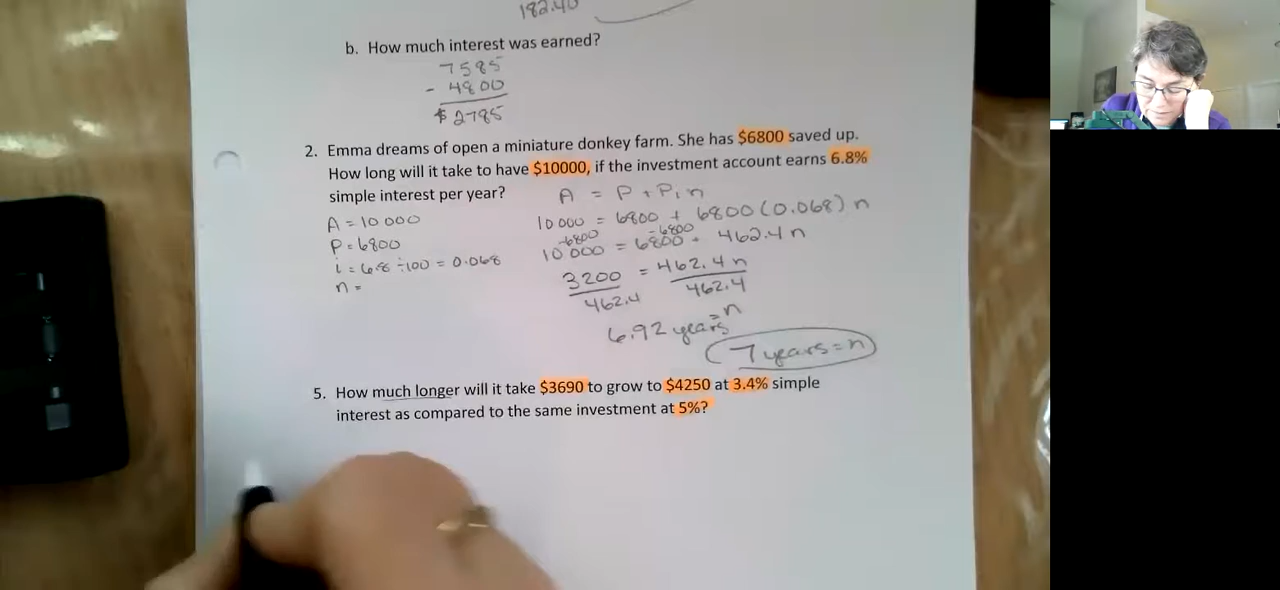 182.40
b. How much interest was earned?
7585
- 4800
$ 2785
2. Emma dreams of open a miniature donkey farm. She has $6800 saved up.
How long will it take to have $10000, if the investment account earns 6.8%
simple interest per year?
A = P + Pin
A = 10 000
10 000 = 6800 + 6800 (0.068) n
P = 6800
-6800 -6800
10 000 = 6800 + 462.4 n
i = 6.8 ÷ 100 = 0.068
n =
3200 = 462.4 n
462.4 462.4
6.92 years = n
7 years = n
5. How much longer will it take $3690 to grow to $4250 at 3.4% simple
interest as compared to the same investment at 5%?